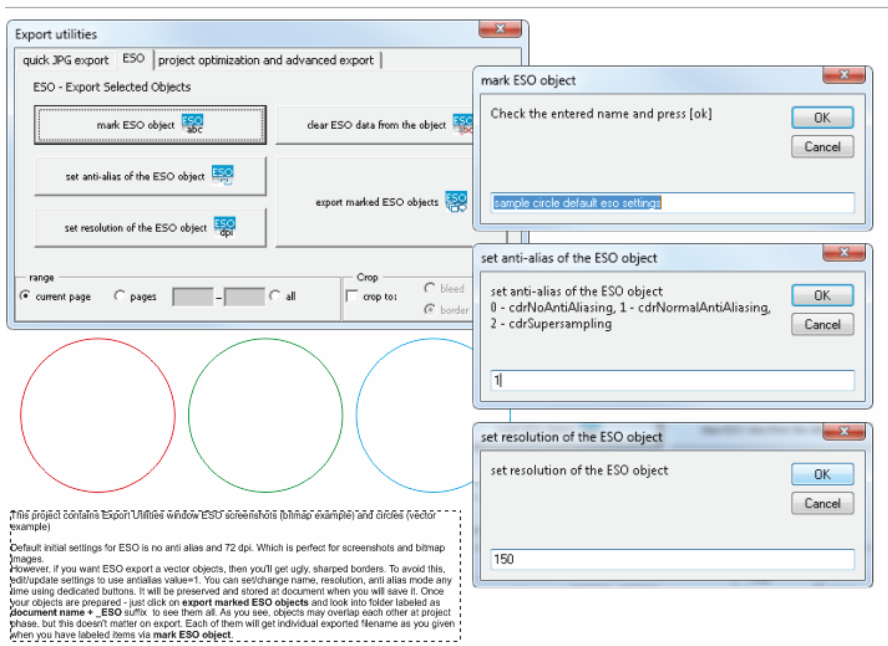 Export utilities
quick JPG export
ESO
project optimization and advanced export
ESO - Export Selected Objects
mark ESO object
ESO
abc
clear ESO data from the object
set anti-alias of the ESO object
ESO
export marked ESO objects
ESO
set resolution of the ESO object
ESO
dpi
range
current page
pages
-
all
Crop
crop to:
bleed
border
mark ESO object
Check the entered name and press [ok]
OK
Cancel
sample circle default eso settings
set anti-alias of the ESO object
set anti-alias of the ESO object
0 - cdrNoAntiAliasing, 1 - cdrNormalAntiAliasing,
2 - cdrSupersampling
OK
Cancel
1
set resolution of the ESO object
set resolution of the ESO object
OK
Cancel
150
This project contains Export Utilities window ESO screenshots (bitmap example) and circles (vector
example)
Default initial settings for ESO is no anti alias and 72 dpi. Which is perfect for screenshots and bitmap
images.
However, if you want ESO export a vector objects, then you'll get ugly, sharped borders. To avoid this,
edit/update settings to use antialias value=1. You can set/change name, resolution, anti alias mode any
time using dedicated buttons. It will be preserved and stored at document when you will save it. Once
your objects are prepared - just click on export marked ESO objects and look into folder labeled as
document name + _ESO suffix to see them all. As you see, objects may overlap each other at project
phase, but this doesn't matter on export. Each of them will get individual exported filename as you given
when you have labeled items via mark ESO object.